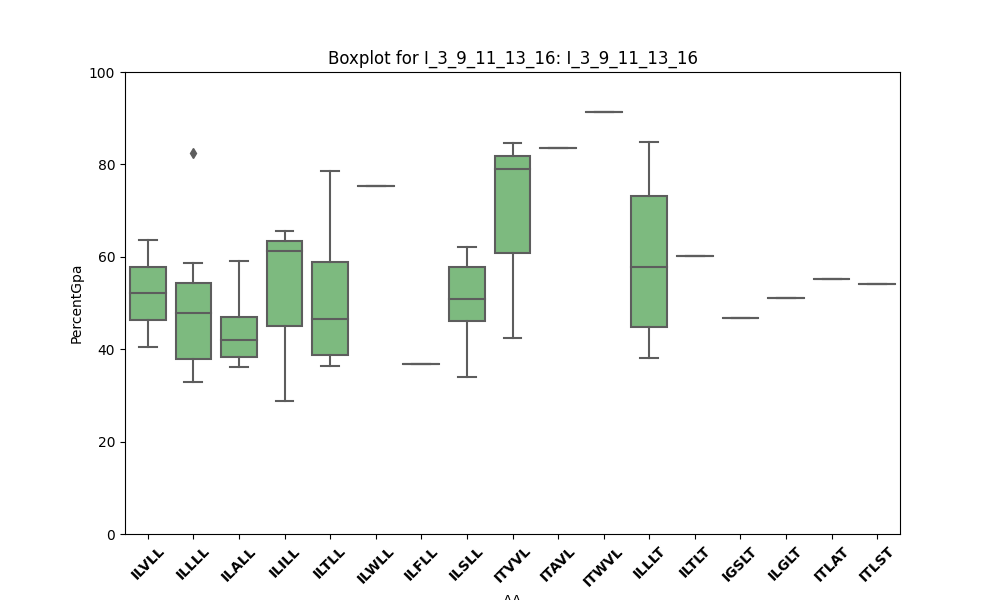 Boxplot for I_3_9_11_13_16: I_3_9_11_13_16
100
80
60
40
20
0
PercentGpa
ILVLL ILLLL ILALL ILILL ILTLL ILWLL ILFLL ILSLL ITVVL ITAVL ITWVL ILLLT ILTLT IGSLT ILGLT ITLAT ITLST
AA